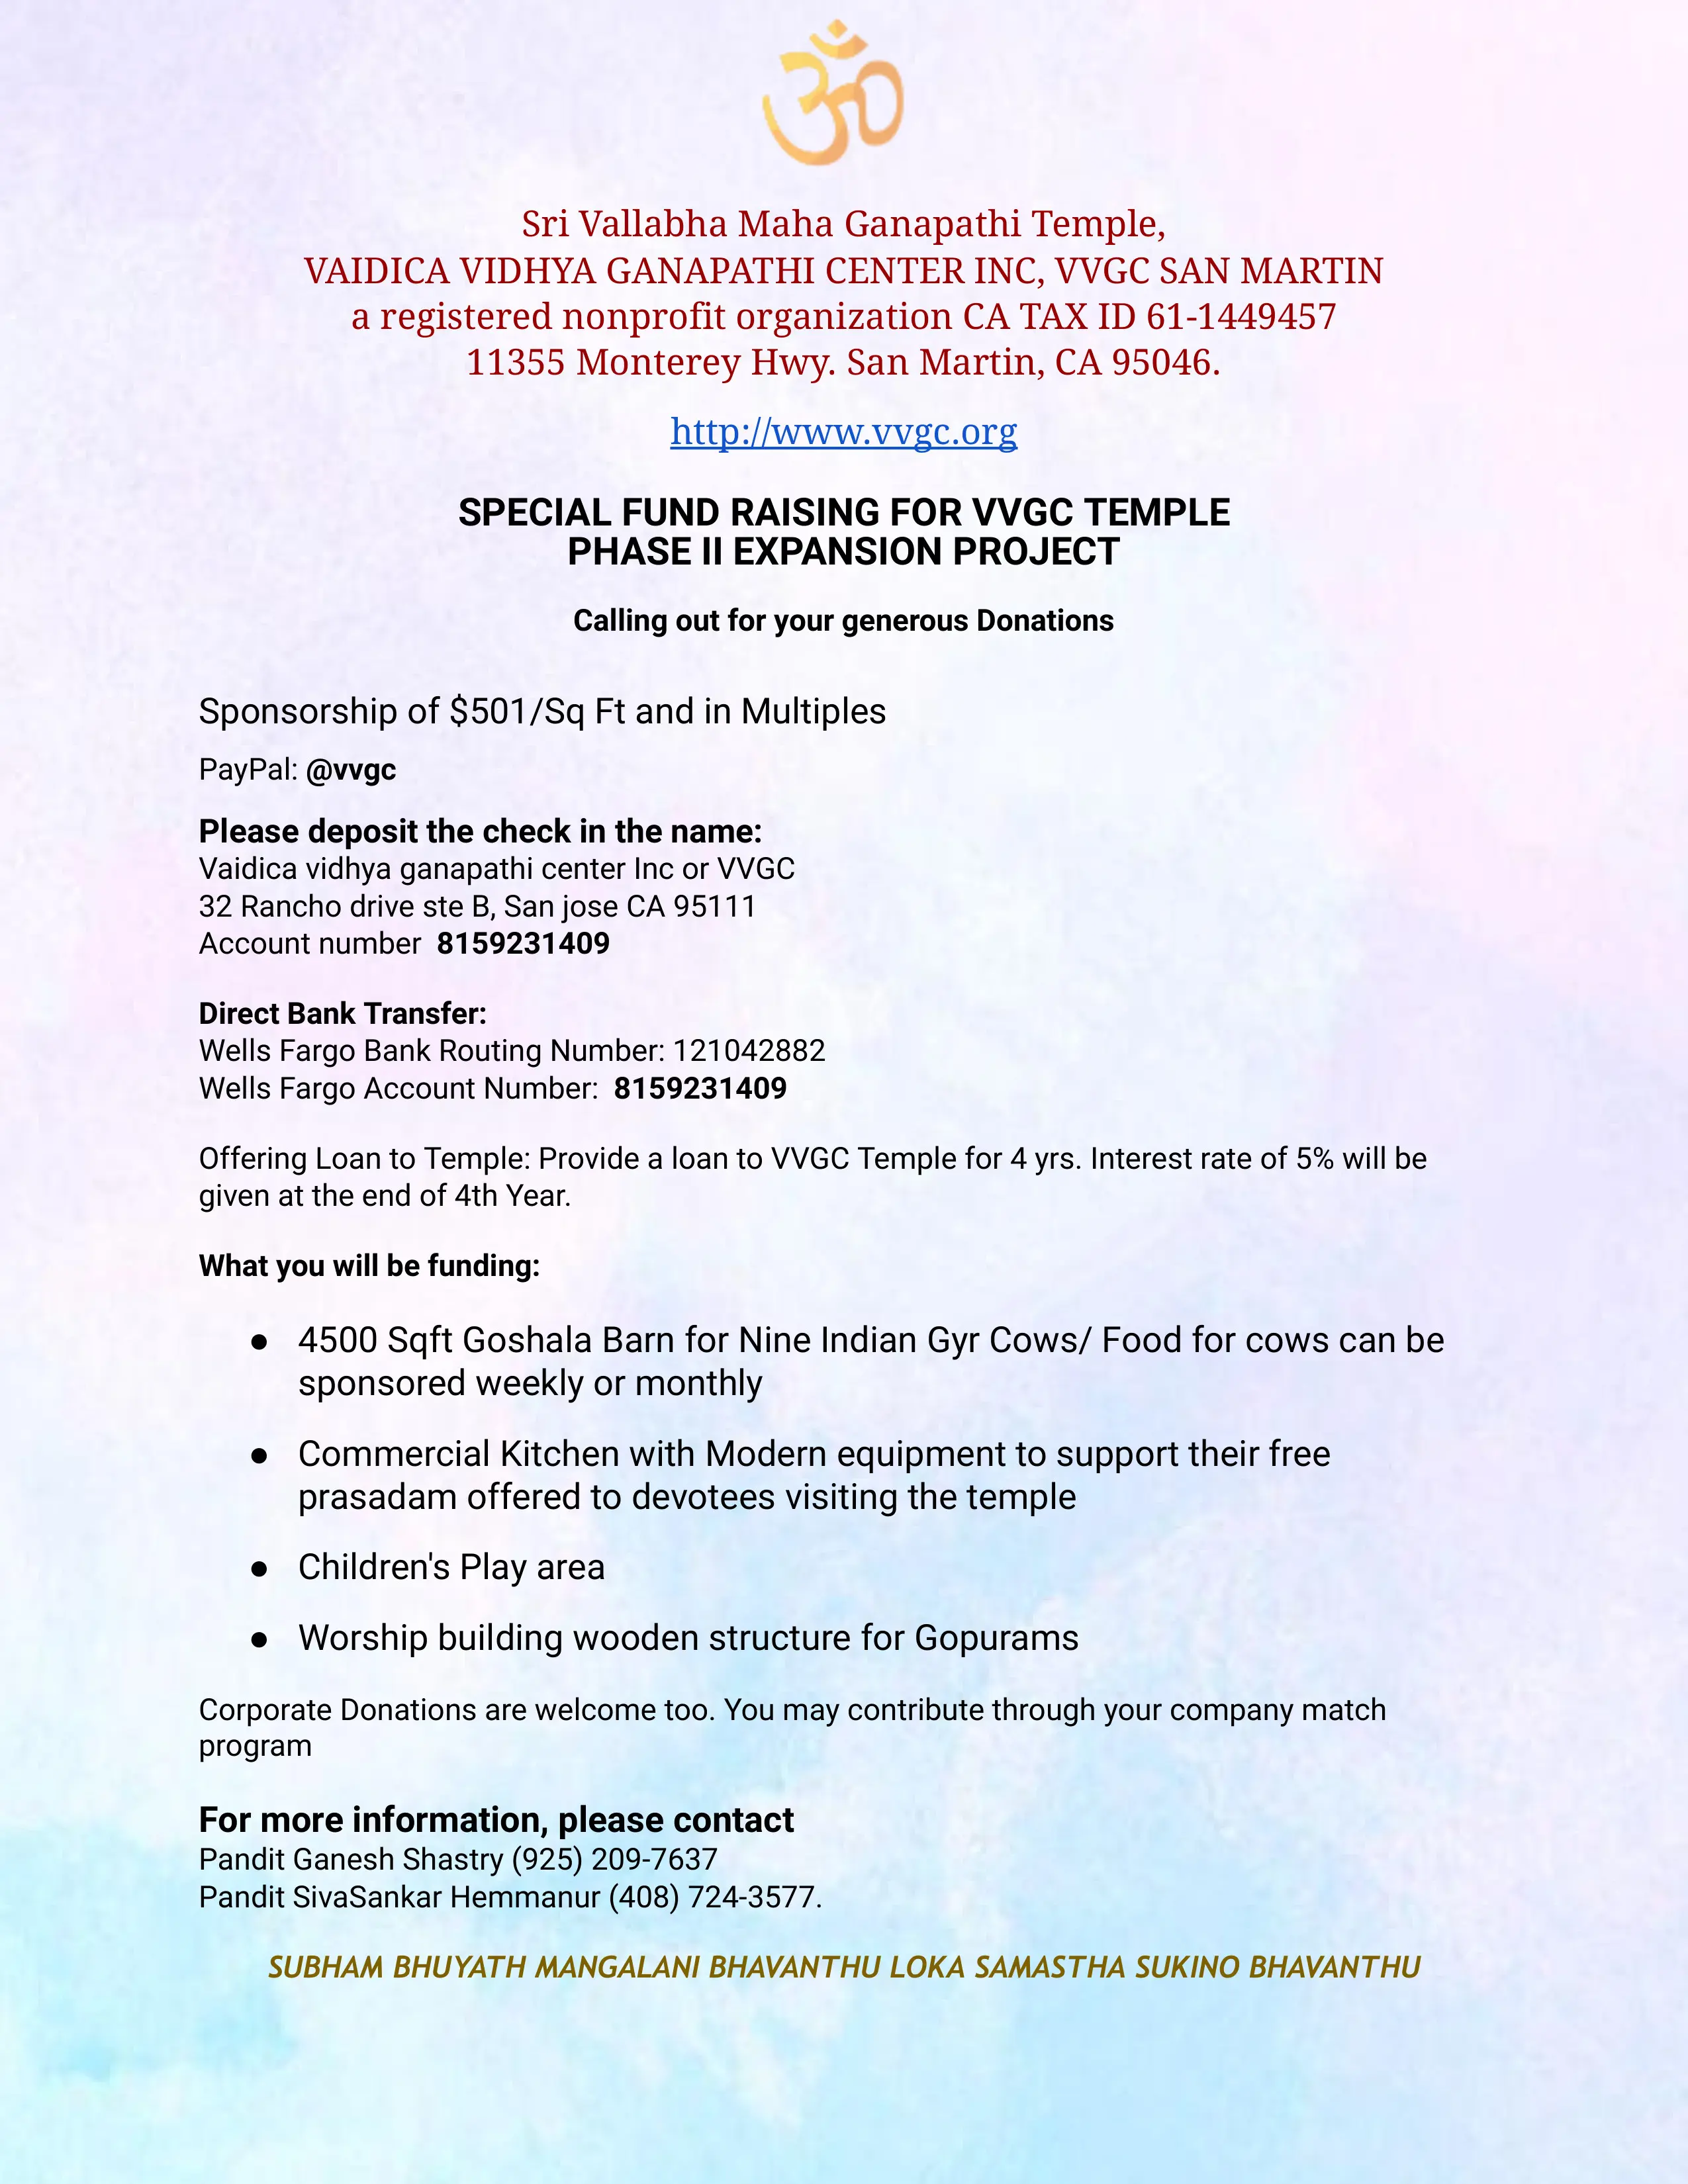 ॐ
Sri Vallabha Maha Ganapathi Temple,
VAIDICA VIDHYA GANAPATHI CENTER INC, VVGC SAN MARTIN
a registered nonprofit organization CA TAX ID 61-1449457
11355 Monterey Hwy. San Martin, CA 95046.
http://www.vvgc.org
SPECIAL FUND RAISING FOR VVGC TEMPLE
PHASE II EXPANSION PROJECT
Calling out for your generous Donations
Sponsorship of $501/Sq Ft and in Multiples
PayPal: @vvgc
Please deposit the check in the name:
Vaidica vidhya ganapathi center Inc or VVGC
32 Rancho drive ste B, San jose CA 95111
Account number 8159231409
Direct Bank Transfer:
Wells Fargo Bank Routing Number: 121042882
Wells Fargo Account Number: 8159231409
Offering Loan to Temple: Provide a loan to VVGC Temple for 4 yrs. Interest rate of 5% will be
given at the end of 4th Year.
What you will be funding:
● 4500 Sqft Goshala Barn for Nine Indian Gyr Cows/ Food for cows can be
sponsored weekly or monthly
● Commercial Kitchen with Modern equipment to support their free
prasadam offered to devotees visiting the temple
● Children's Play area
● Worship building wooden structure for Gopurams
Corporate Donations are welcome too. You may contribute through your company match
program
For more information, please contact
Pandit Ganesh Shastry (925) 209-7637
Pandit SivaSankar Hemmanur (408) 724-3577.
SUBHAM BHUYATH MANGALANI BHAVANTHU LOKA SAMASTHA SUKINO BHAVANTHU